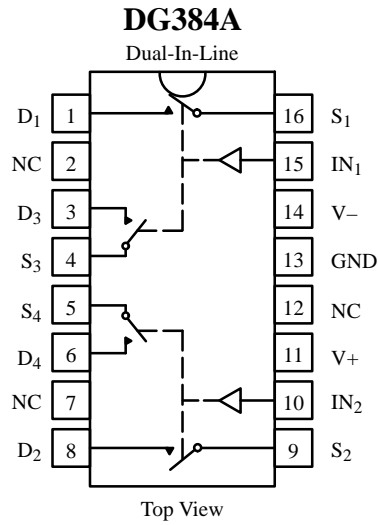 DG384A
Dual-In-Line
D1 1 16 S1
NC 2 15 IN1
D3 3 14 V–
S3 4 13 GND
S4 5 12 NC
D4 6 11 V+
NC 7 10 IN2
D2 8 9 S2
Top View